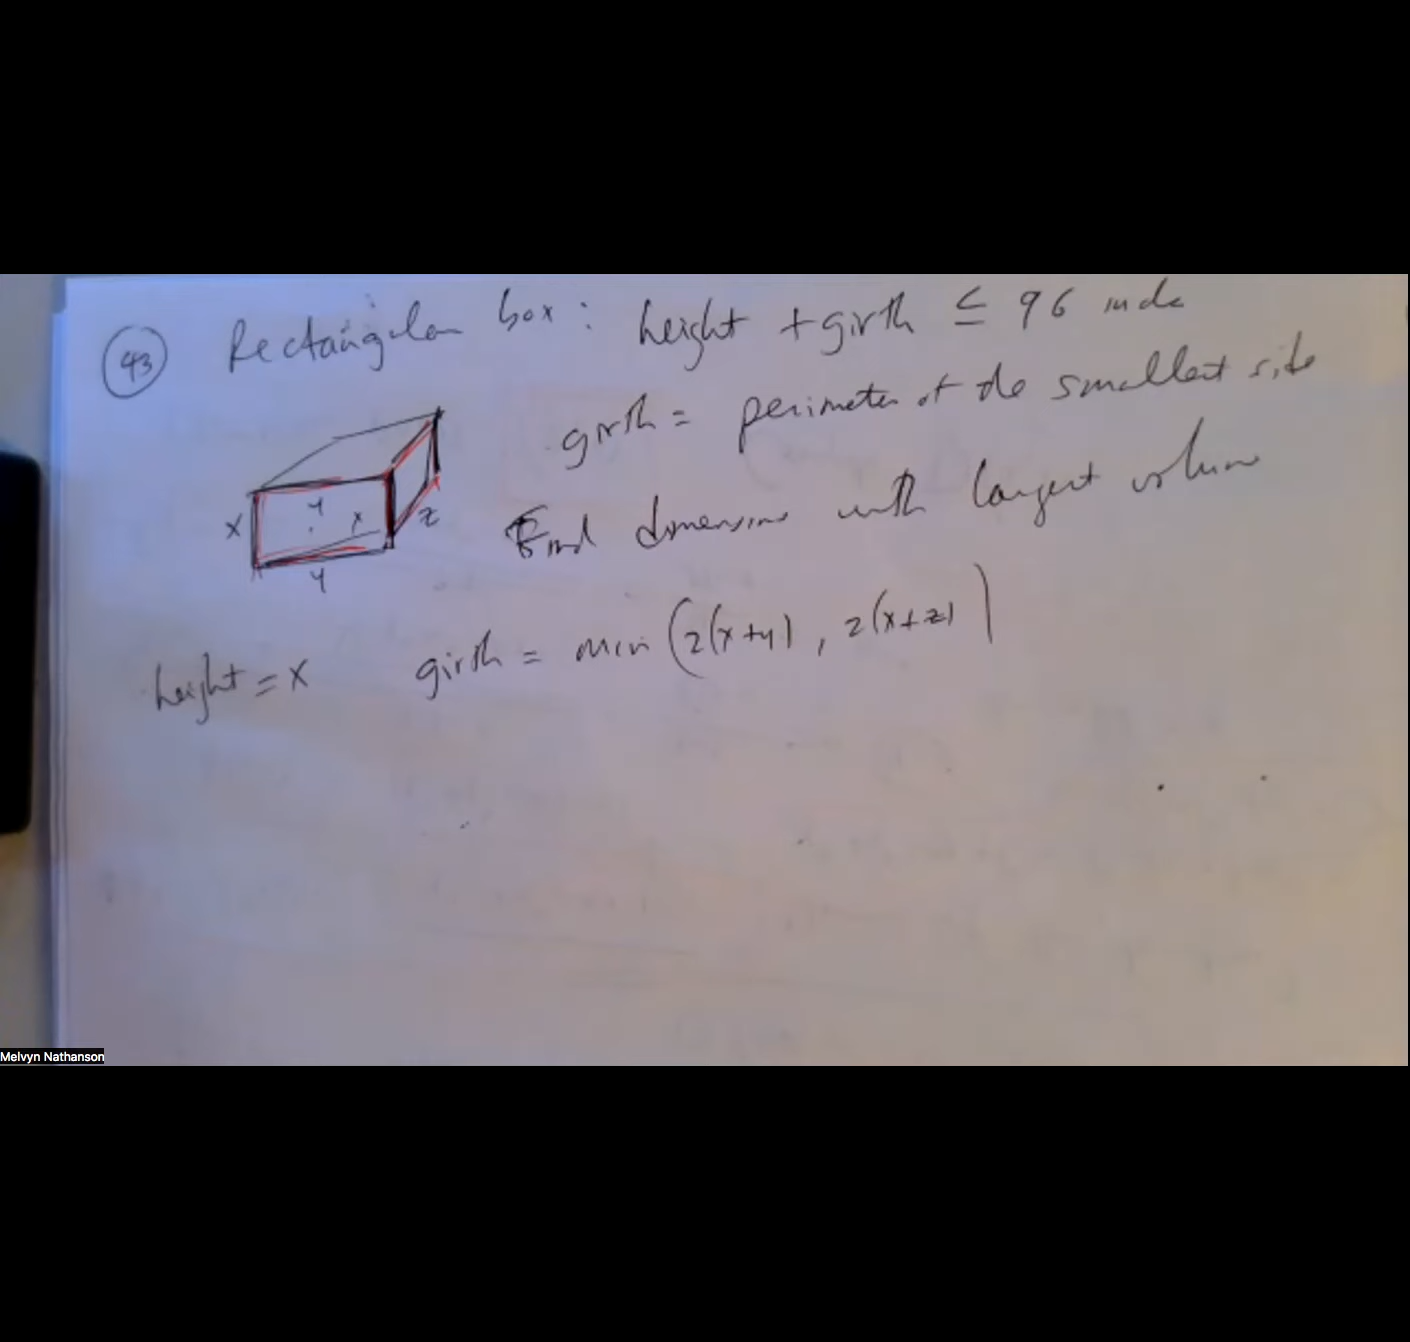 43 Rectangular box: height + girth ≤ 96 inche
girth = perimeter of the smallest side
Find dimensions with largest volume
x y x z
y
height = x girth = min (2(x+y), 2(x+z))
Melvyn Nathanson